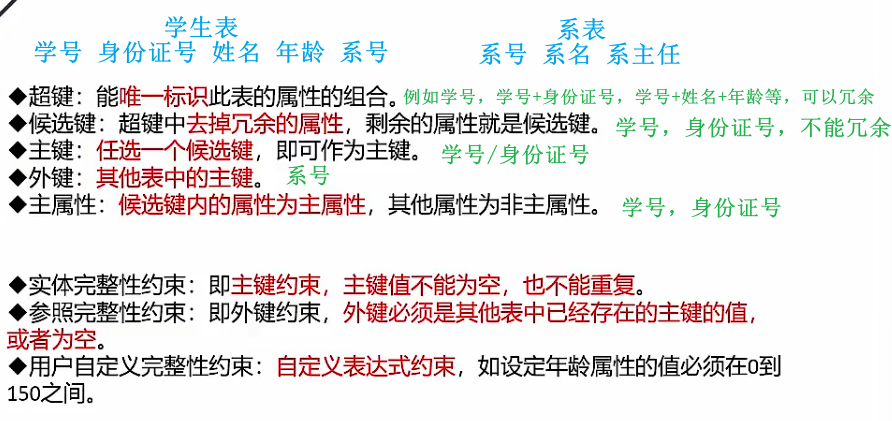 学生表 系表
学号 身份证号 姓名 年龄 系号 系号 系名 系主任
◆超键：能唯一标识此表的属性的组合。例如学号，学号+身份证号，学号+姓名+年龄等，可以冗余
◆候选键：超键中去掉冗余的属性，剩余的属性就是候选键。 学号，身份证号，不能冗余
◆主键：任选一个候选键，即可作为主键。 学号/身份证号
◆外键：其他表中的主键。 系号
◆主属性：候选键内的属性为主属性，其他属性为非主属性。 学号，身份证号
◆实体完整性约束：即主键约束，主键值不能为空，也不能重复。
◆参照完整性约束：即外键约束，外键必须是其他表中已经存在的主键的值，
或者为空。
◆用户自定义完整性约束：自定义表达式约束，如设定年龄属性的值必须在0到
150之间。